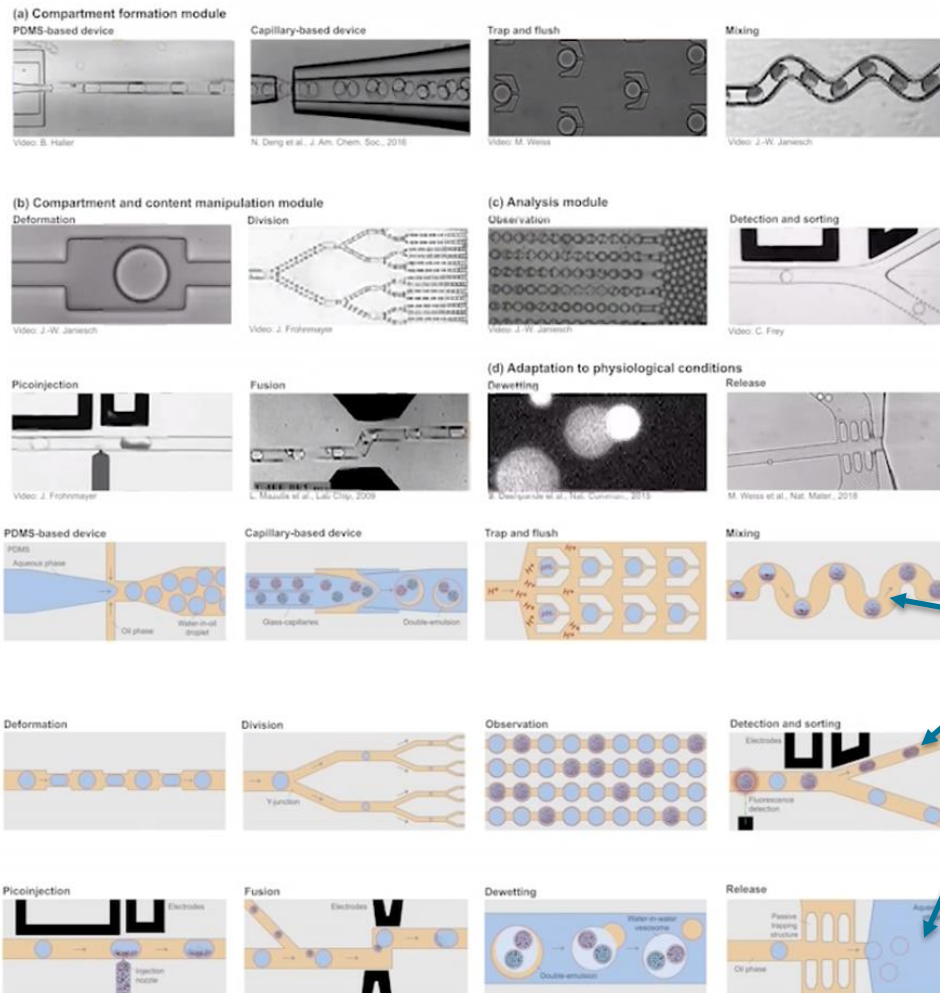 (a) Compartment formation module
PDMS-based device
Capillary-based device
Trap and flush
Mixing
Video: B. Haller
N. Deng et al., J. Am. Chem. Soc., 2016
Video: M. Weiss
Video: J.-W. Janiesch
(b) Compartment and content manipulation module
(c) Analysis module
Deformation
Division
Observation
Detection and sorting
Video: J.-W. Janiesch
Video: J. Frohnmayer
Video: J.-W. Janiesch
Video: C. Frey
(d) Adaptation to physiological conditions
Picoinjection
Fusion
Dewetting
Release
Video: J. Frohnmayer
L. Mazutis et al., Lab Chip, 2009
S. Deshpande et al., Nat. Commun., 2015
M. Weiss et al., Nat. Mater., 2018
PDMS-based device
Capillary-based device
Trap and flush
Mixing
PDMS
Aqueous phase
Oil phase
Water-in-oil
droplet
Glass-capillaries
Double-emulsion
H+
Deformation
Division
Observation
Detection and sorting
Y-junction
Electrodes
Fluorescence
detection
Picoinjection
Fusion
Dewetting
Release
Electrodes
Injection
nozzle
Electrodes
Water-in-water
vesosome
Double-emulsion
Passive
trapping
structure
Oil phase